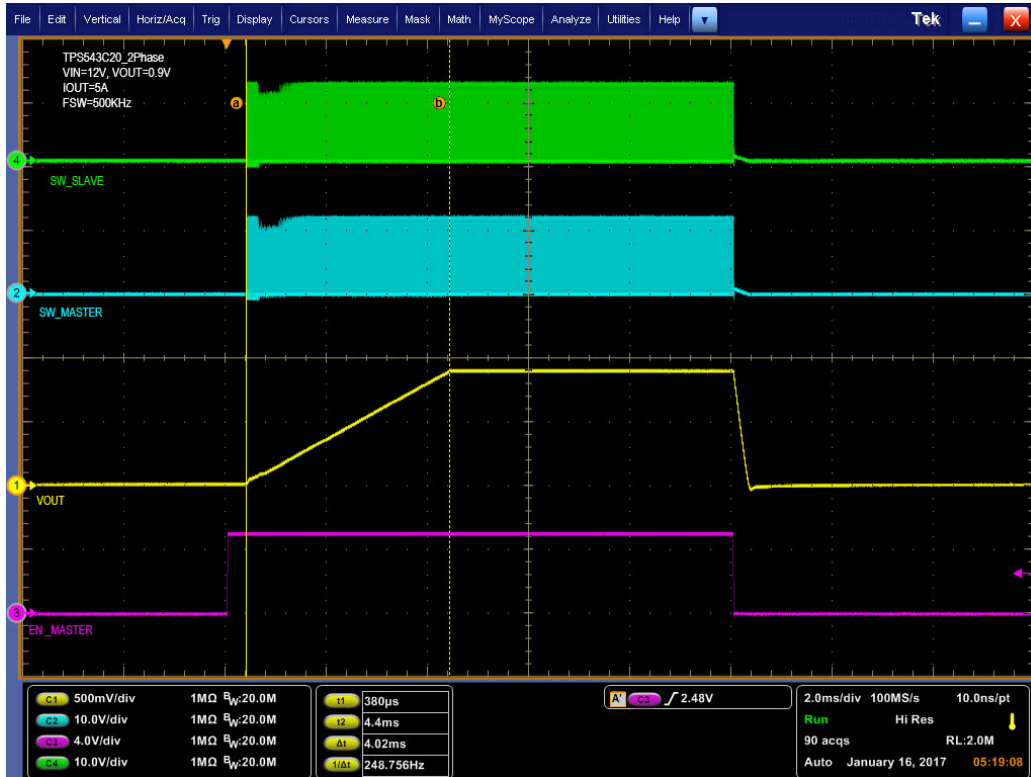 File Edit Vertical Horiz/Acq Trig Display Cursors Measure Mask Math MyScope Analyze Utilities Help Tek X
TPS543C20_2Phase
VIN=12V, VOUT=0.9V
IOUT=5A
FSW=500KHz
a
b
4
SW_SLAVE
2
SW_MASTER
1
VOUT
3
EN_MASTER
C1 500mV/div 1MΩ BW:20.0M
C2 10.0V/div 1MΩ BW:20.0M
C3 4.0V/div 1MΩ BW:20.0M
C4 10.0V/div 1MΩ BW:20.0M
t1 380µs
t2 4.4ms
Δt 4.02ms
1/Δt 248.756Hz
A' C3 2.48V
2.0ms/div 100MS/s 10.0ns/pt
Run Hi Res
90 acqs RL:2.0M
Auto January 16, 2017 05:19:08